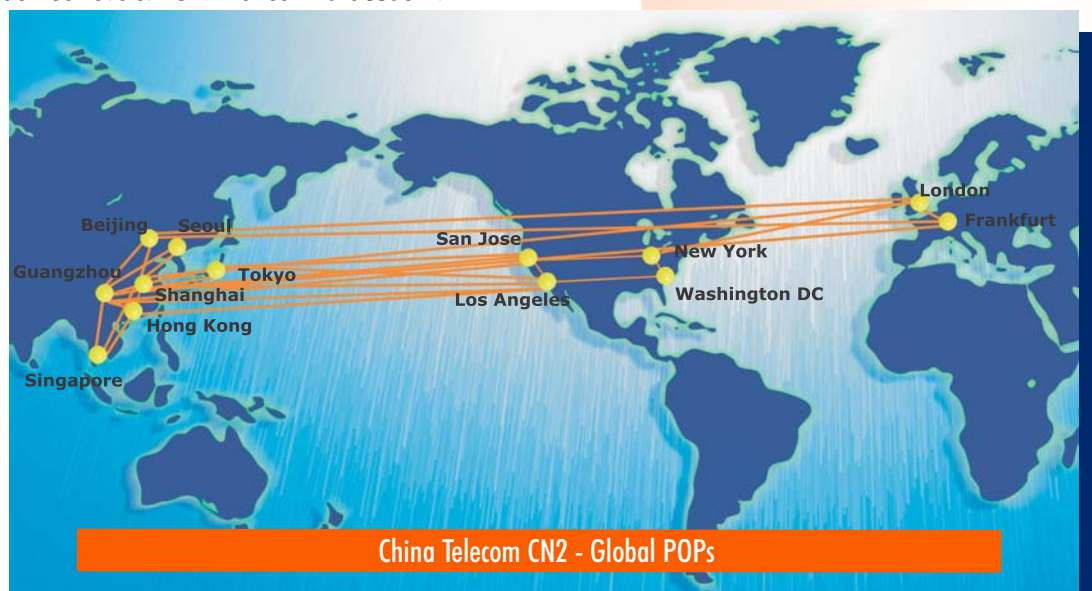 London
Beijing
Seoul
Frankfurt
San Jose
New York
Guangzhou
Tokyo
Shanghai
Los Angeles
Washington DC
Hong Kong
Singapore
China Telecom CN2 - Global POPs